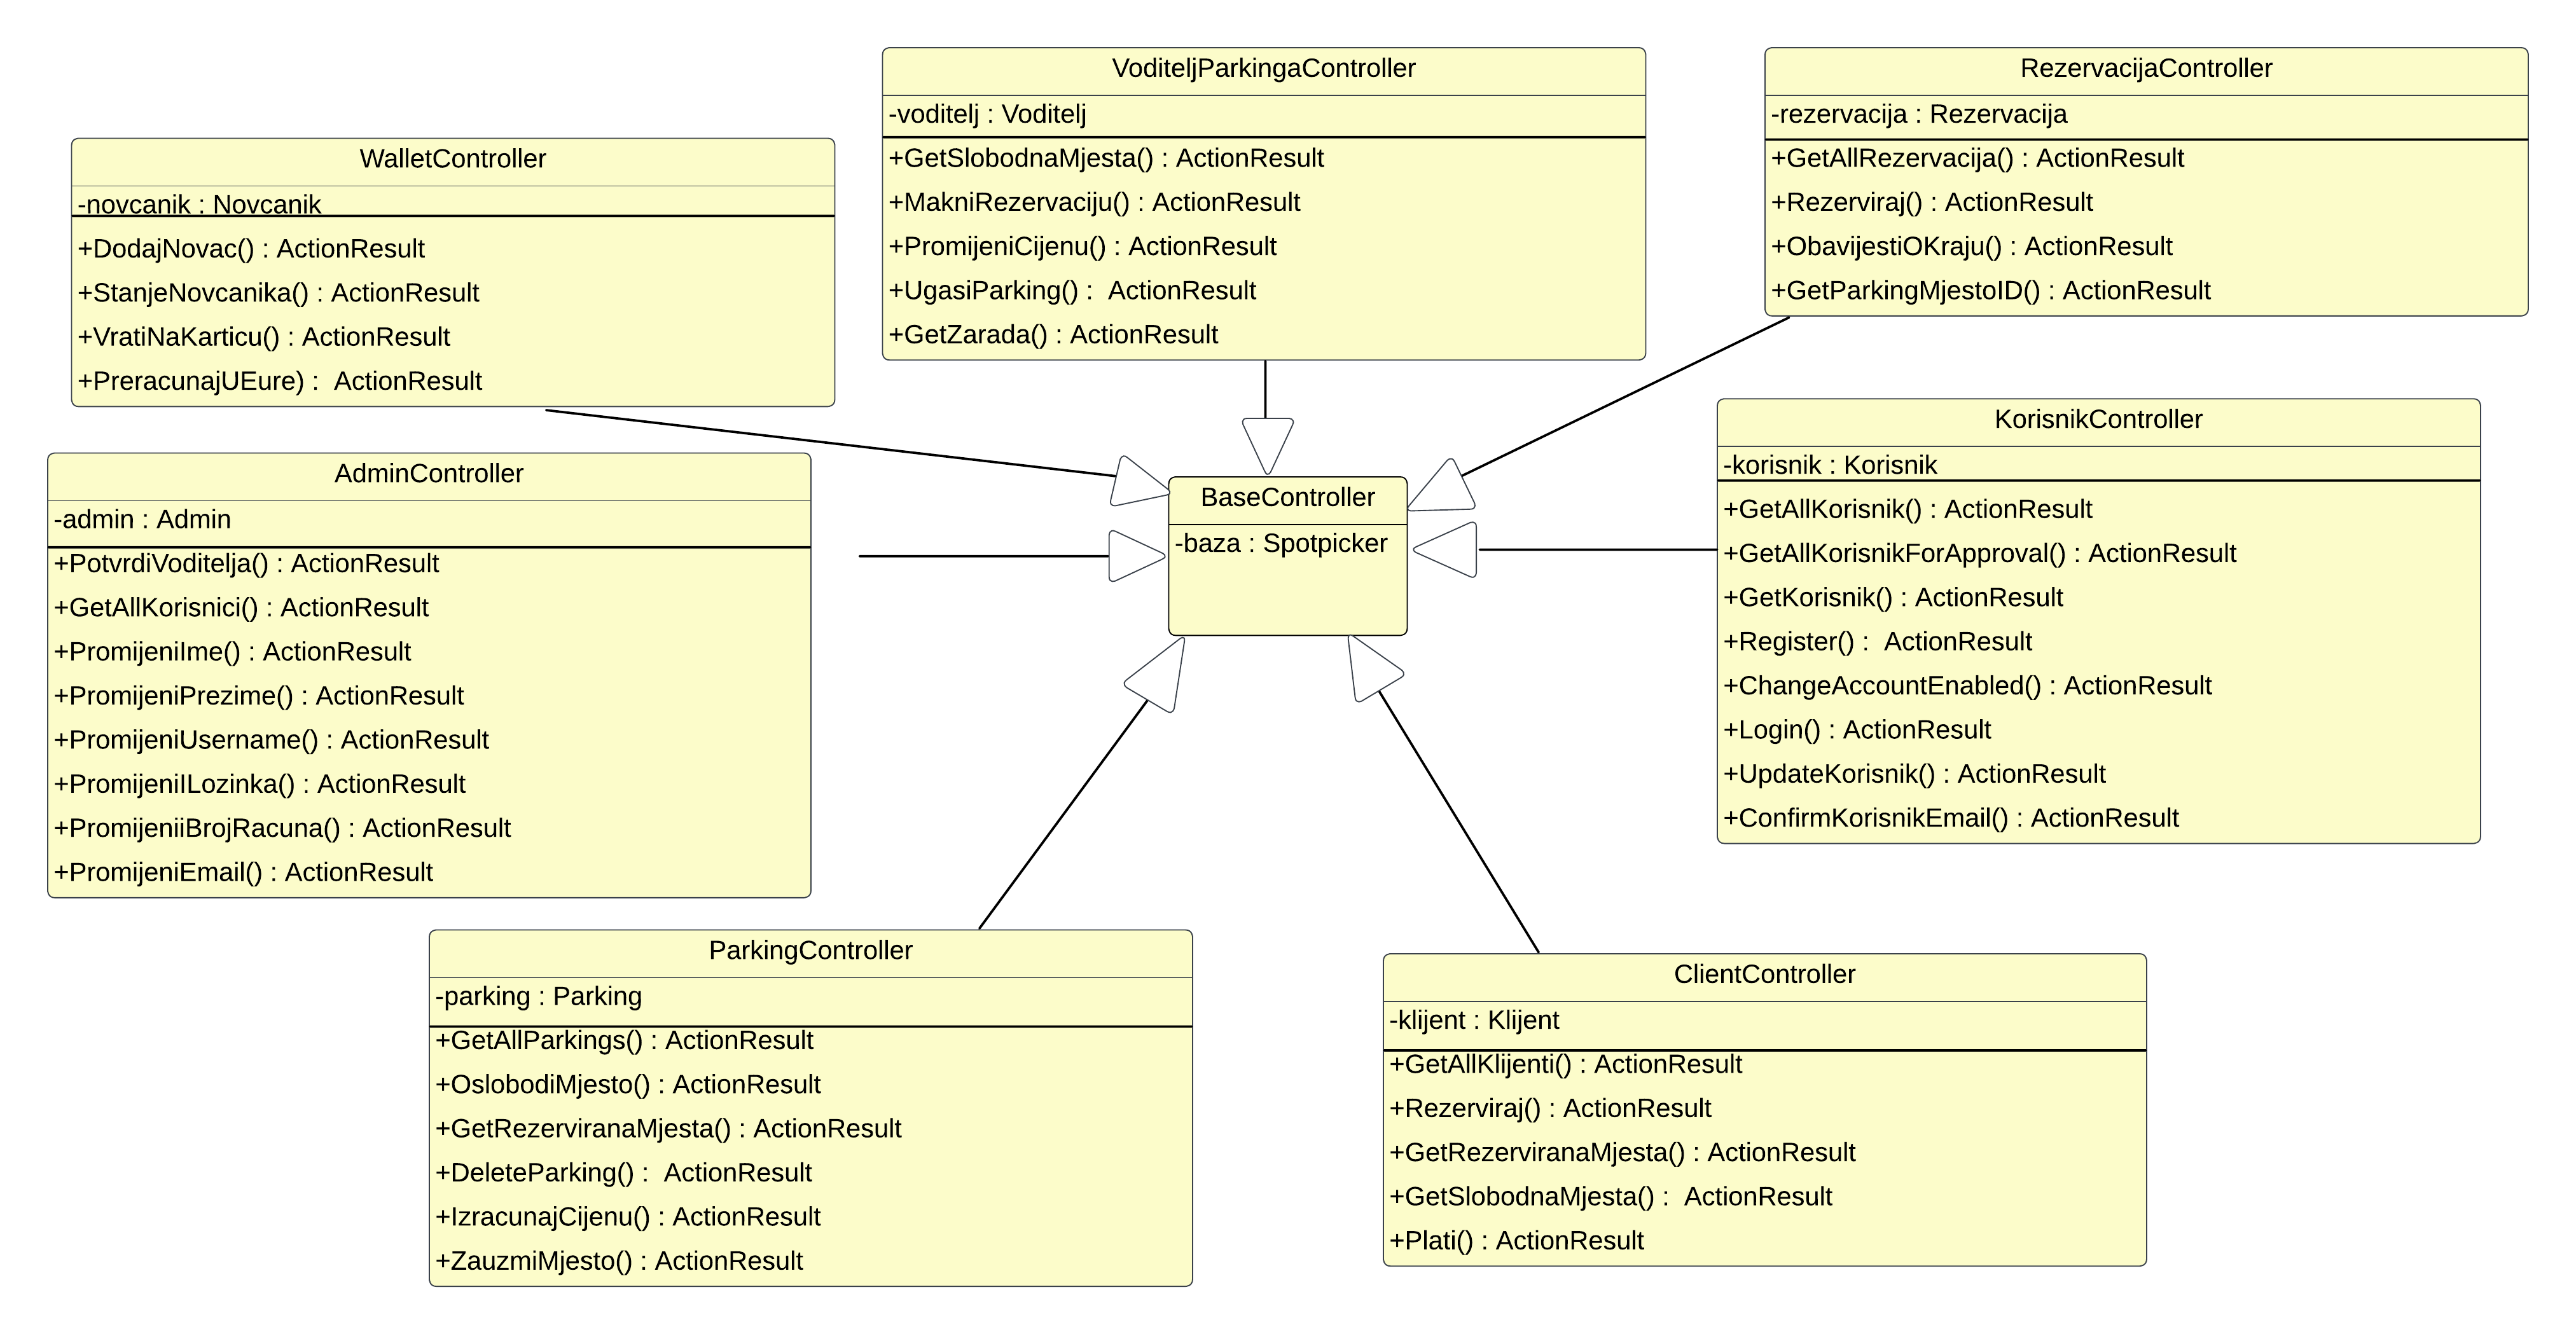 VoditeljParkingaController
-voditelj : Voditelj
+GetSlobodnaMjesta() : ActionResult
+MakniRezervaciju() : ActionResult
+PromijeniCijenu() : ActionResult
+UgasiParking() :  ActionResult
+GetZarada() : ActionResult
RezervacijaController
-rezervacija : Rezervacija
+GetAllRezervacija() : ActionResult
+Rezerviraj() : ActionResult
+ObavijestiOKraju() : ActionResult
+GetParkingMjestoID() : ActionResult
WalletController
-novcanik : Novcanik
+DodajNovac() : ActionResult
+StanjeNovcanika() : ActionResult
+VratiNaKarticu() : ActionResult
+PreracunajUEure) :  ActionResult
KorisnikController
-korisnik : Korisnik
+GetAllKorisnik() : ActionResult
+GetAllKorisnikForApproval() : ActionResult
+GetKorisnik() : ActionResult
+Register() :  ActionResult
+ChangeAccountEnabled() : ActionResult
+Login() : ActionResult
+UpdateKorisnik() : ActionResult
+ConfirmKorisnikEmail() : ActionResult
AdminController
-admin : Admin
+PotvrdiVoditelja() : ActionResult
+GetAllKorisnici() : ActionResult
+PromijeniIme() : ActionResult
+PromijeniPrezime() : ActionResult
+PromijeniUsername() : ActionResult
+PromijeniILozinka() : ActionResult
+PromijeniiBrojRacuna() : ActionResult
+PromijeniEmail() : ActionResult
BaseController
-baza : Spotpicker
ParkingController
-parking : Parking
+GetAllParkings() : ActionResult
+OslobodiMjesto() : ActionResult
+GetRezerviranaMjesta() : ActionResult
+DeleteParking() :  ActionResult
+IzracunajCijenu() : ActionResult
+ZauzmiMjesto() : ActionResult
ClientController
-klijent : Klijent
+GetAllKlijenti() : ActionResult
+Rezerviraj() : ActionResult
+GetRezerviranaMjesta() : ActionResult
+GetSlobodnaMjesta() :  ActionResult
+Plati() : ActionResult